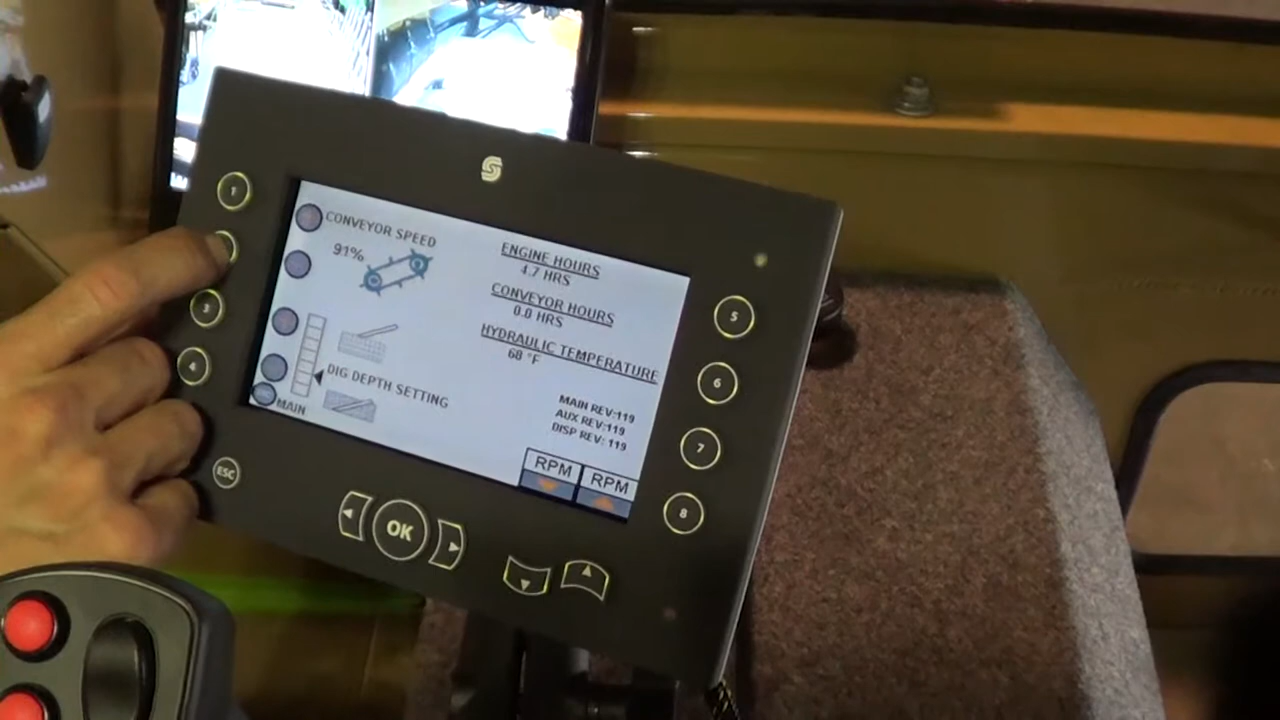 1
3
4
ESC
CONVEYOR SPEED
91%
DIG DEPTH SETTING
MAIN
ENGINE HOURS
4.7 HRS
CONVEYOR HOURS
0.0 HRS
HYDRAULIC TEMPERATURE
68 °F
MAIN REV:119
AUX REV:119
DISP REV: 119
RPM RPM
5
6
7
8
OK